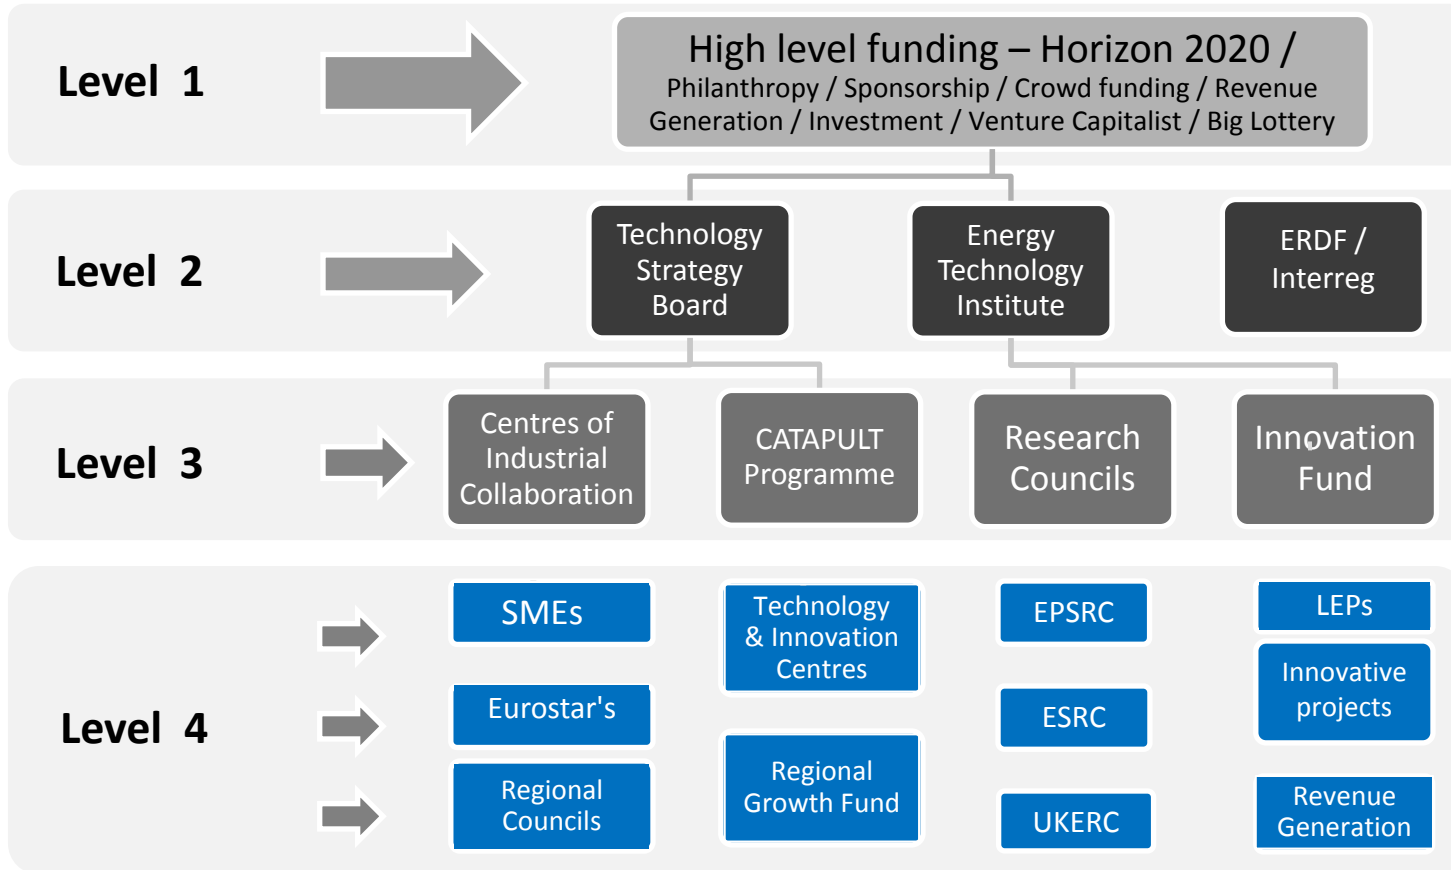 Level 1
High level funding – Horizon 2020 /
Philanthropy / Sponsorship / Crowd funding / Revenue
Generation / Investment / Venture Capitalist / Big Lottery
Level 2
Technology
Strategy
Board
Energy
Technology
Institute
ERDF /
Interreg
Level 3
Centres of
Industrial
Collaboration
CATAPULT
Programme
Research
Councils
Innovation
Fund
Level 4
SMEs
Eurostar's
Regional
Councils
Technology
& Innovation
Centres
Regional
Growth Fund
EPSRC
ESRC
UKERC
LEPs
Innovative
projects
Revenue
Generation